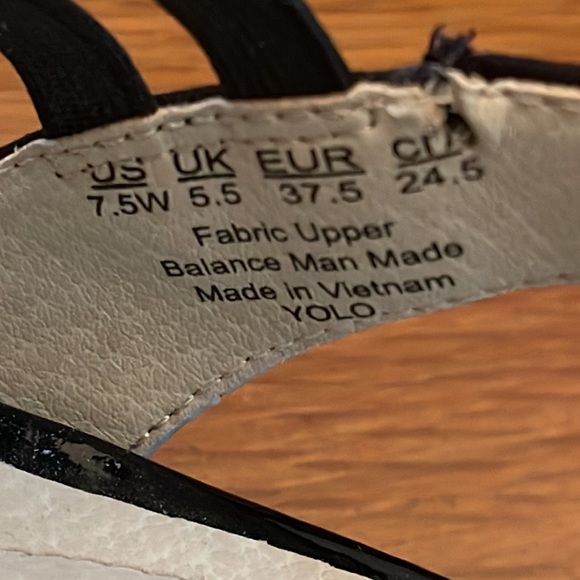 US UK EUR CHN
7.5W 5.5 37.5 24.5
Fabric Upper
Balance Man Made
Made in Vietnam
YOLO